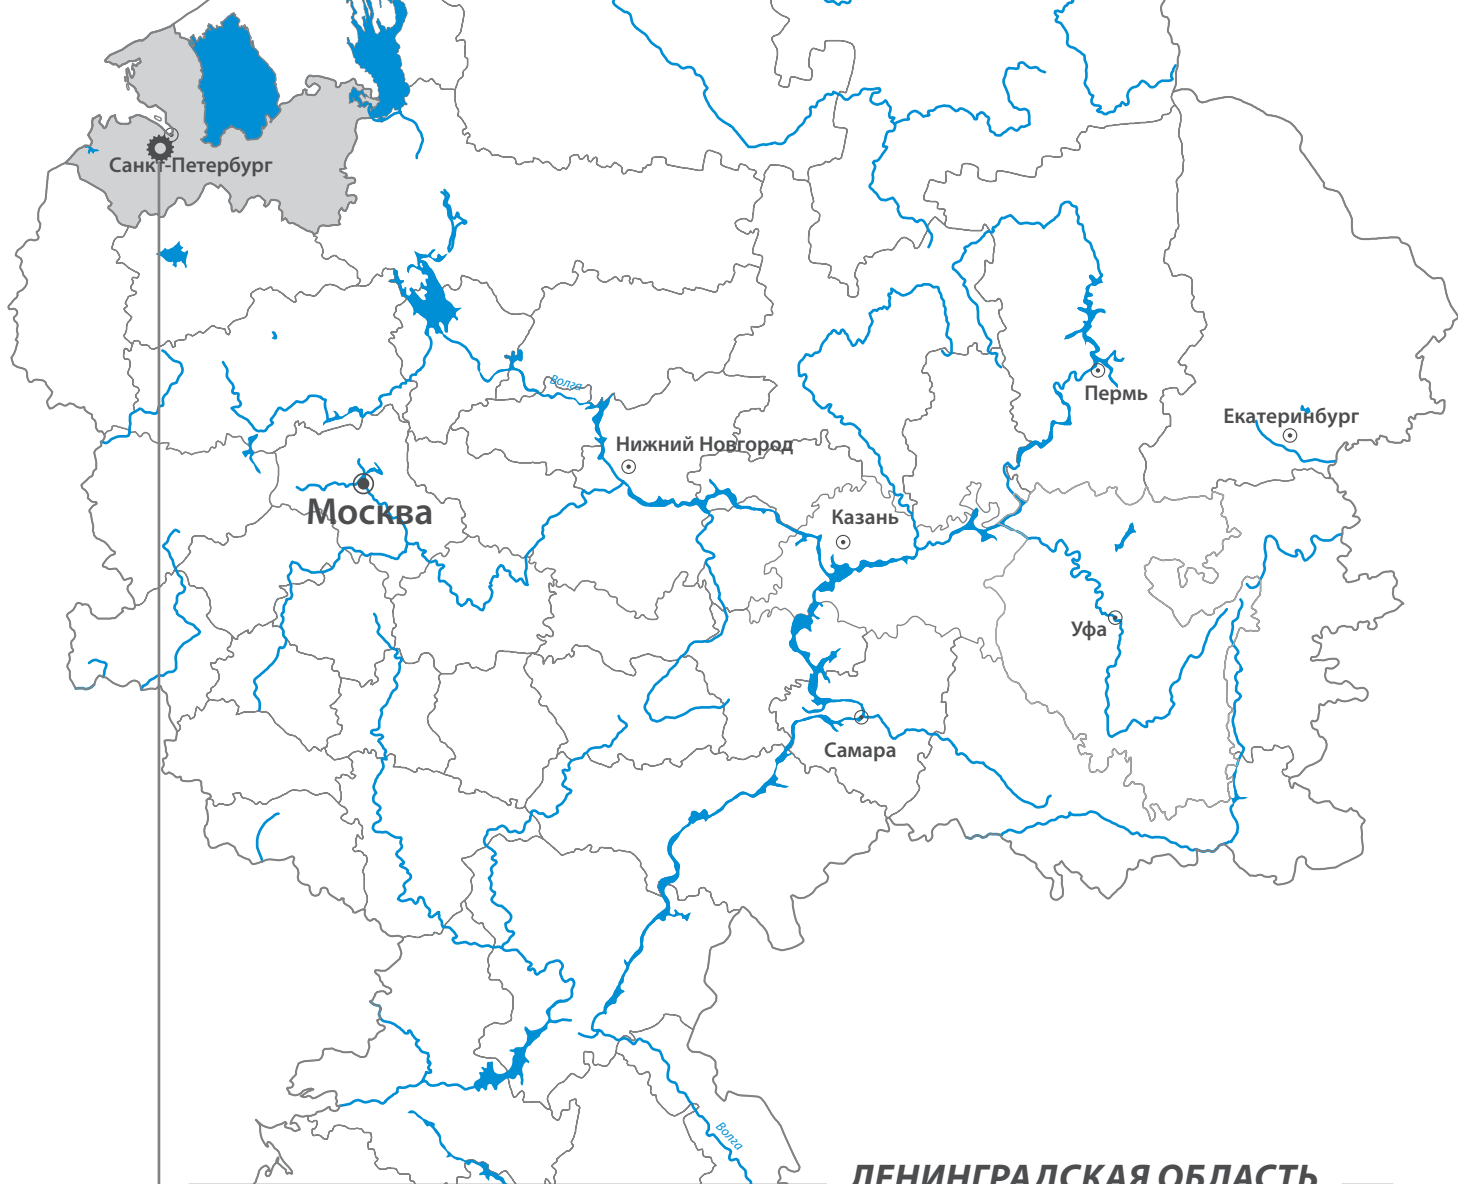 Санкт-Петербург
Волга
Пермь
Екатеринбург
Нижний Новгород
Москва
Казань
Уфа
Самара
Волга
ЛЕНИНГРАДСКАЯ ОБЛАСТЬ